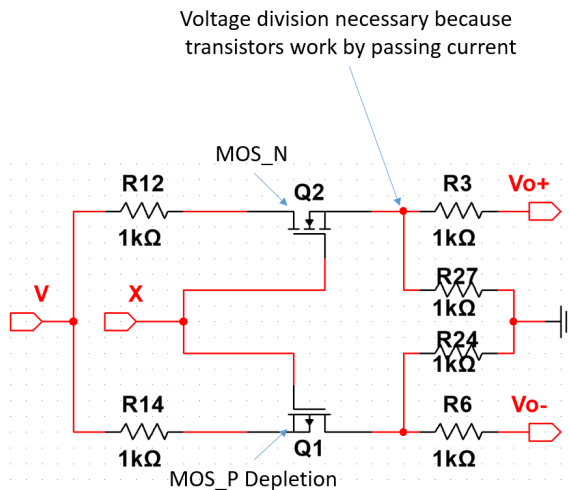 Voltage division necessary because
transistors work by passing current
MOS_N
R12
1kΩ
Q2
R3
1kΩ
Vo+
R27
1kΩ
V
X
R24
1kΩ
R14
1kΩ
Q1
R6
1kΩ
Vo-
MOS_P Depletion